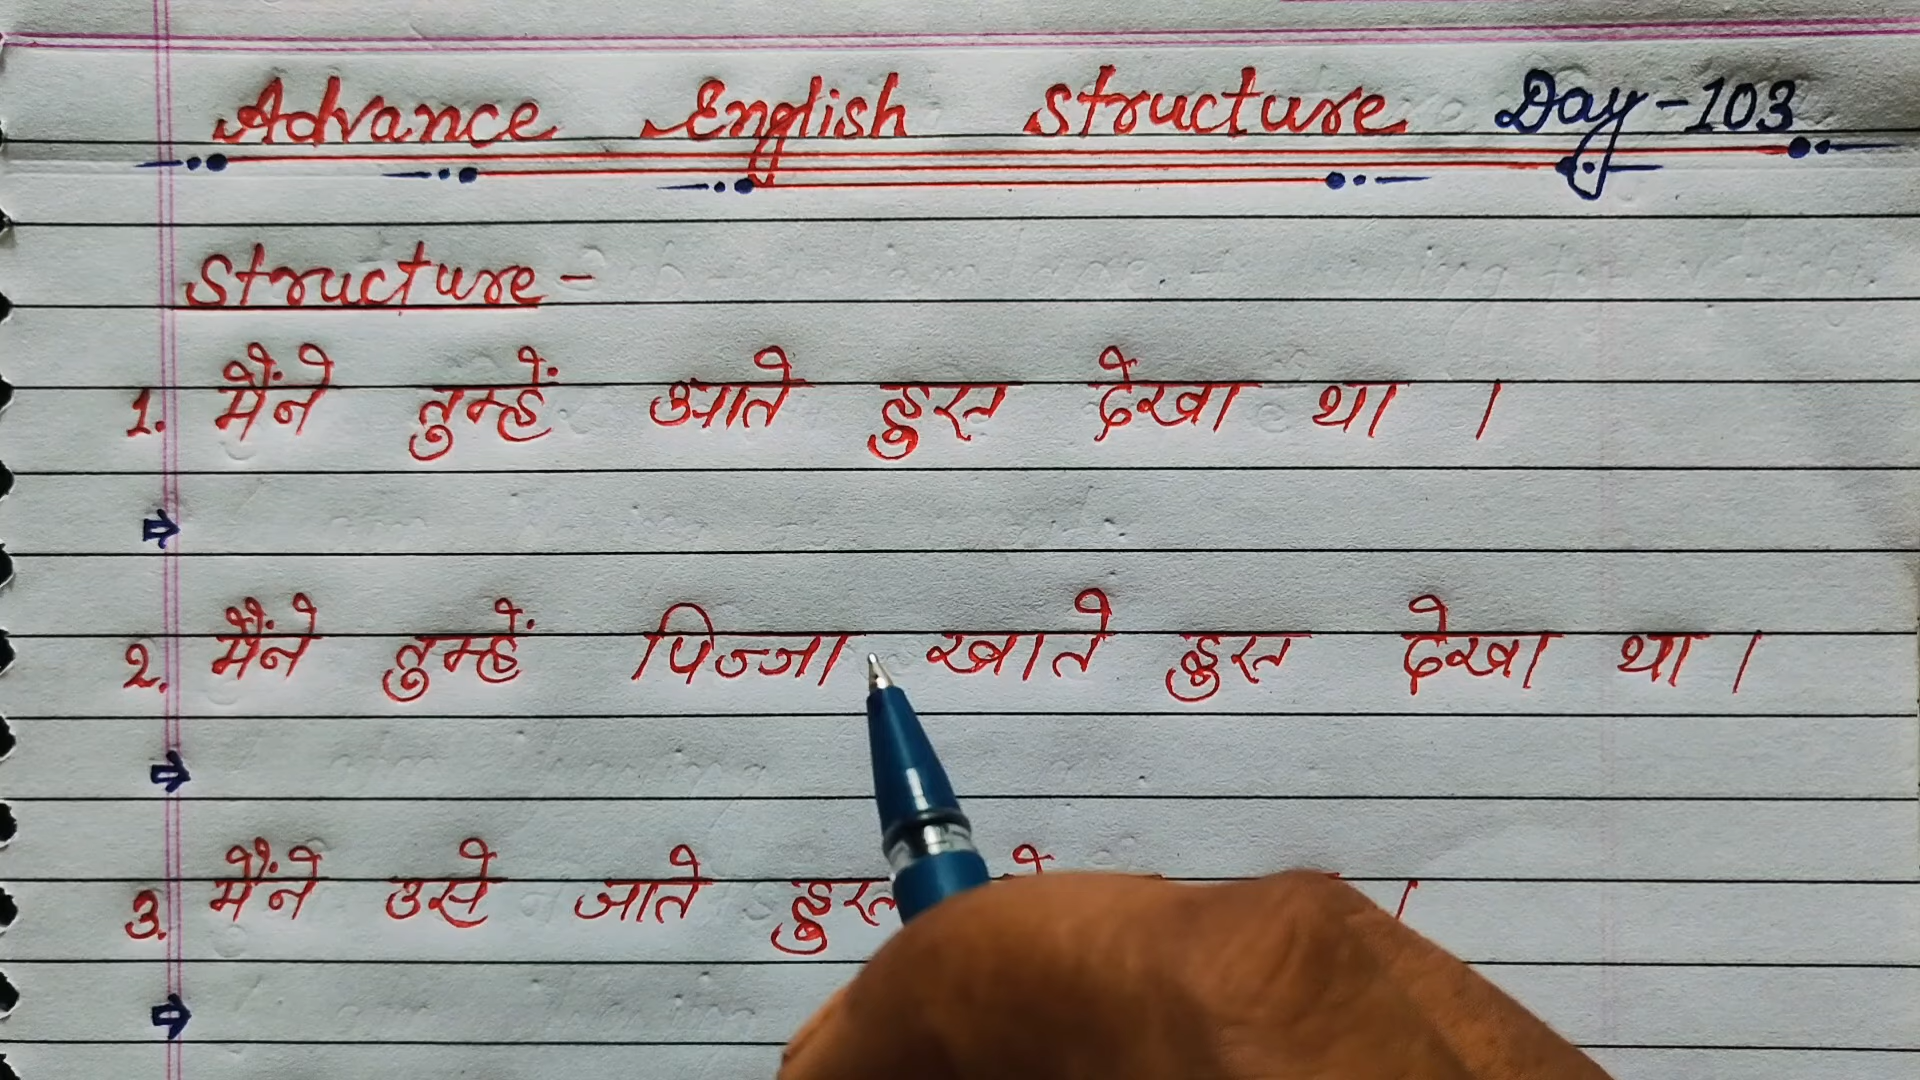 Advance English Structure Day-103
Structure -
1. मैंने तुम्हें आते हुए देखा था ।
⇨
2. मैंने तुम्हें पिज्जा खाते हुए देखा था ।
⇨
3. मैंने उसे जाते हुए ।
⇨